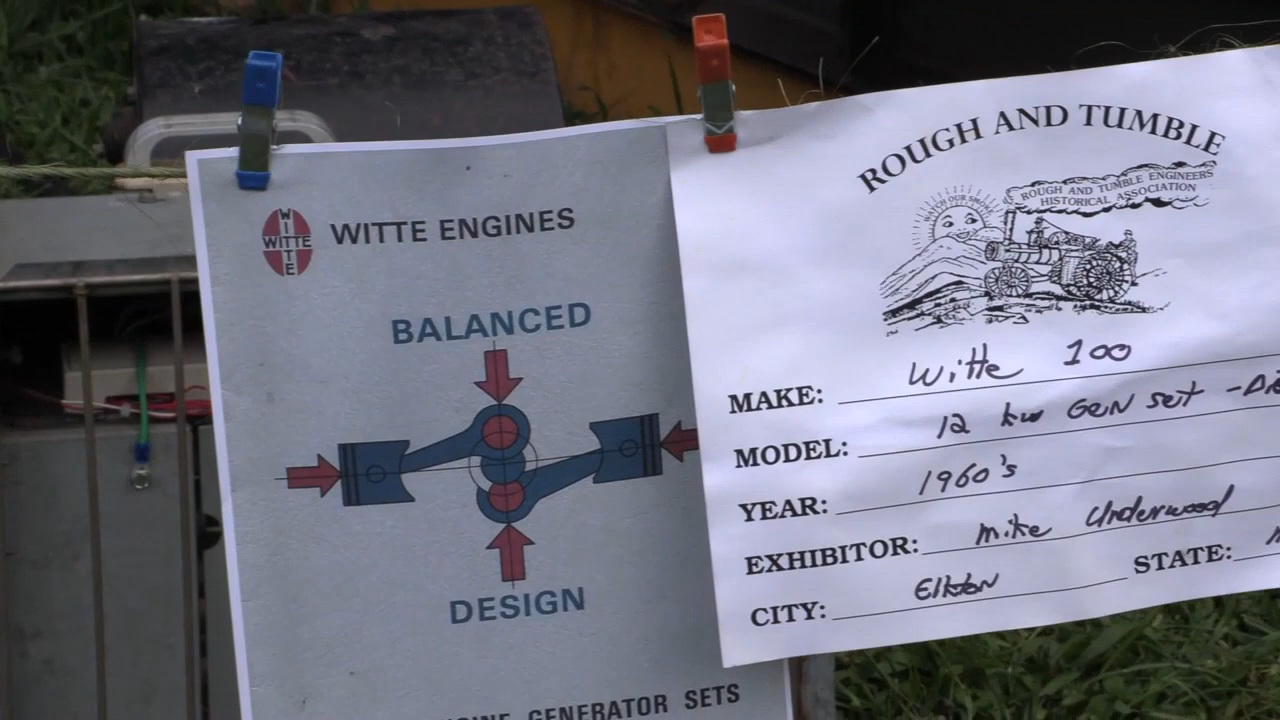 WITTE
WITTE
WITTE ENGINES
BALANCED
DESIGN
GENERATOR SETS
ROUGH AND TUMBLE
ROUGH AND TUMBLE ENGINEERS
HISTORICAL ASSOCIATION
MAKE: Witte 100
MODEL: 12 kw GEN set -
YEAR: 1960's
EXHIBITOR: Mike Underwood
CITY: Elkton STATE: